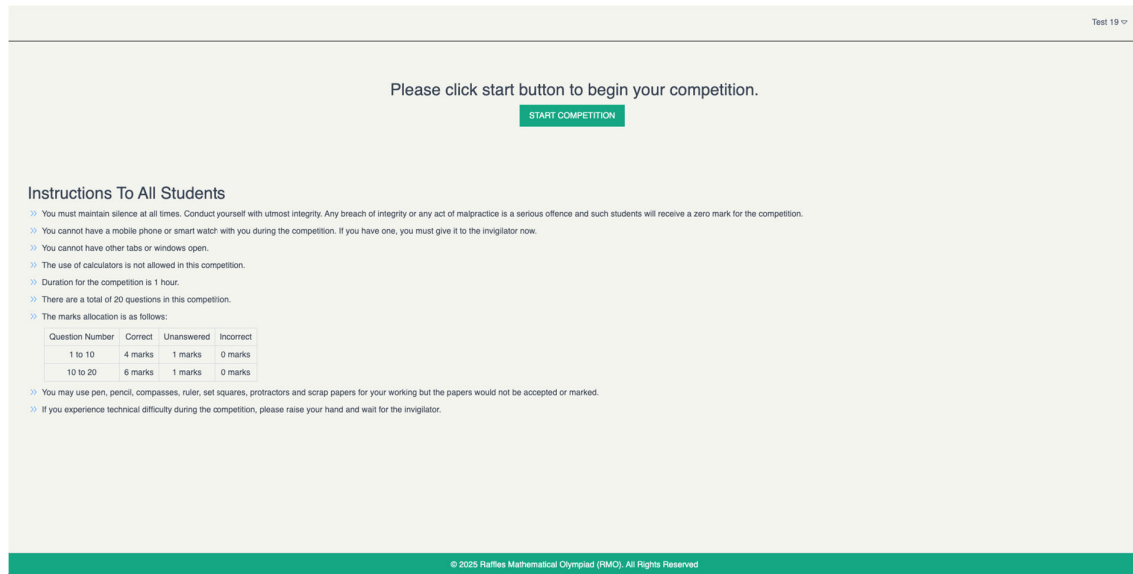 Test 19
Please click start button to begin your competition.
START COMPETITION
Instructions To All Students
You must maintain silence at all times. Conduct yourself with utmost integrity. Any breach of integrity or any act of malpractice is a serious offence and such students will receive a zero mark for the competition.
You cannot have a mobile phone or smart watch with you during the competition. If you have one, you must give it to the invigilator now.
You cannot have other tabs or windows open.
The use of calculators is not allowed in this competition.
Duration for the competition is 1 hour.
There are a total of 20 questions in this competition.
The marks allocation is as follows:
Question Number Correct Unanswered Incorrect
1 to 10 4 marks 1 marks 0 marks
10 to 20 6 marks 1 marks 0 marks
You may use pen, pencil, compasses, ruler, set squares, protractors and scrap papers for your working but the papers would not be accepted or marked.
If you experience technical difficulty during the competition, please raise your hand and wait for the invigilator.
© 2025 Raffles Mathematical Olympiad (RMO). All Rights Reserved